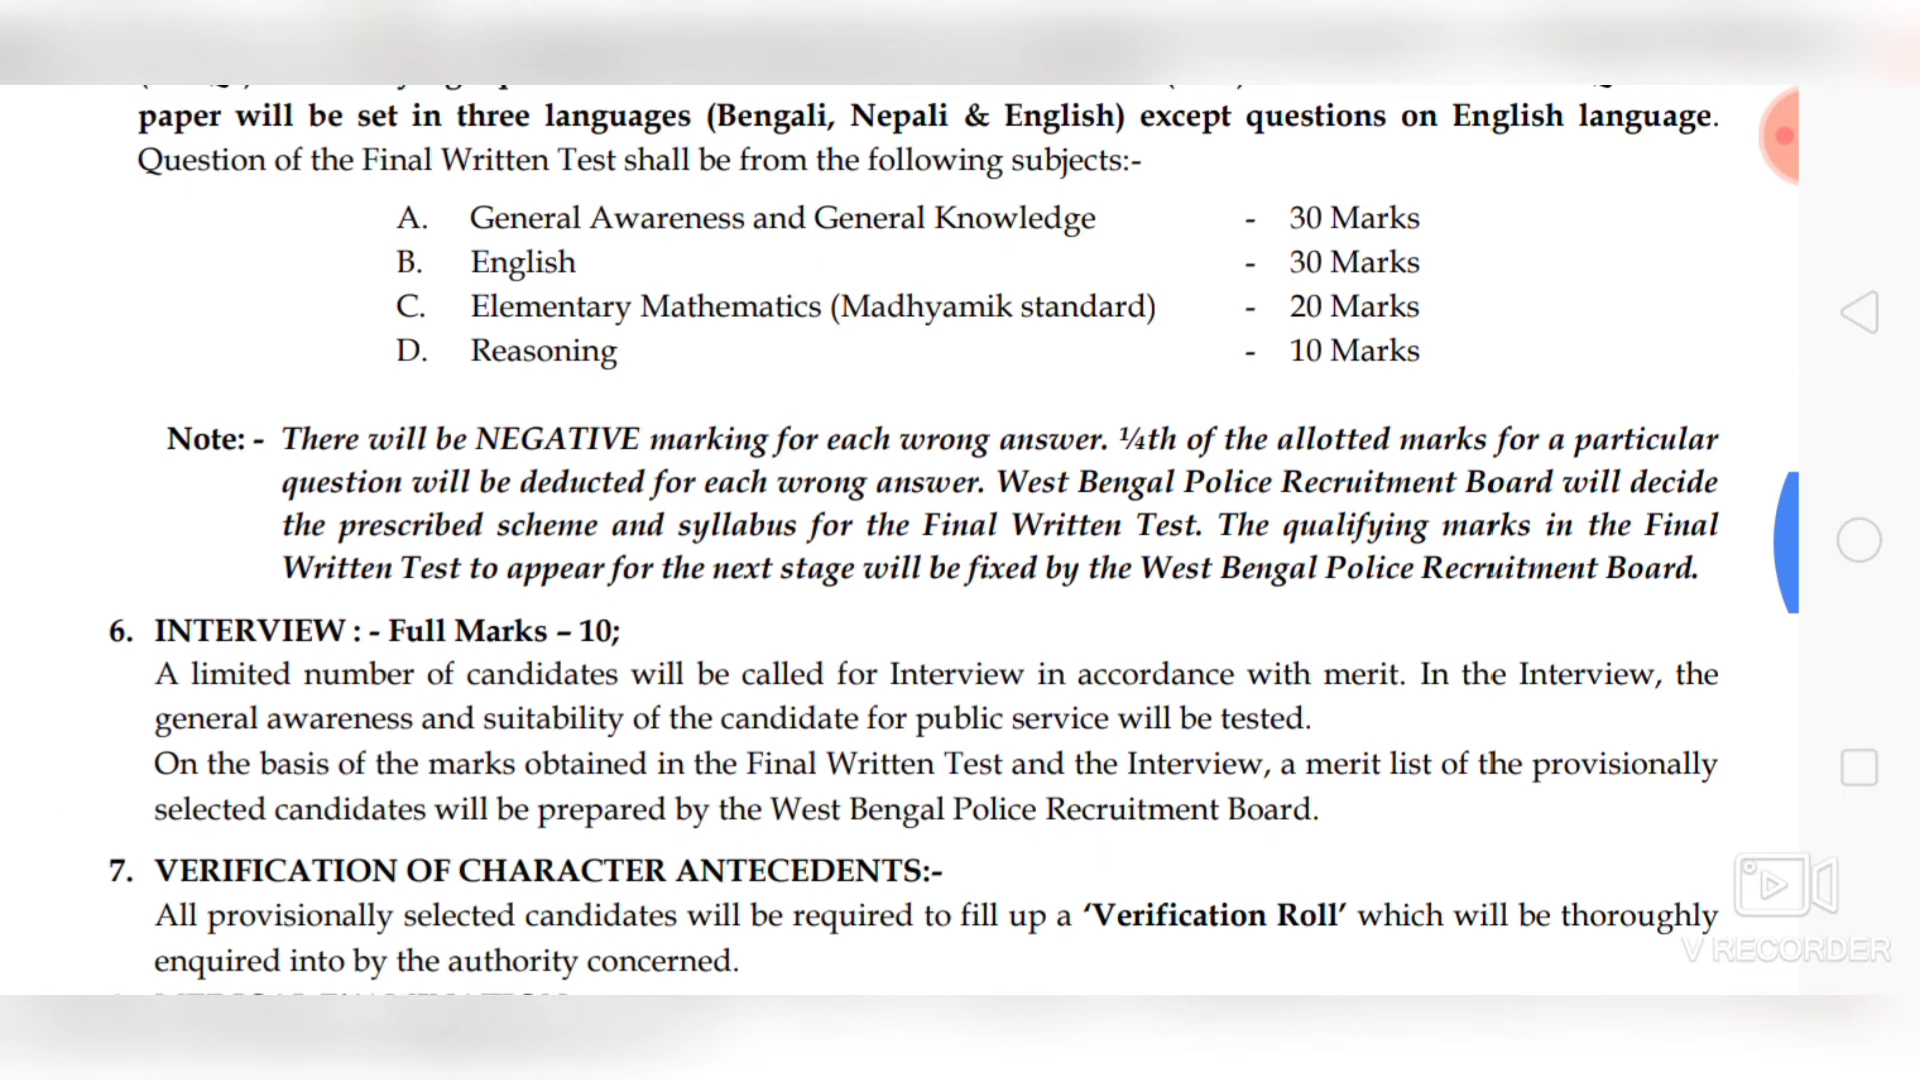 paper will be set in three languages (Bengali, Nepali & English) except questions on English language.
Question of the Final Written Test shall be from the following subjects:-
A. General Awareness and General Knowledge - 30 Marks
B. English - 30 Marks
C. Elementary Mathematics (Madhyamik standard) - 20 Marks
D. Reasoning - 10 Marks
Note: - There will be NEGATIVE marking for each wrong answer. ¼th of the allotted marks for a particular
question will be deducted for each wrong answer. West Bengal Police Recruitment Board will decide
the prescribed scheme and syllabus for the Final Written Test. The qualifying marks in the Final
Written Test to appear for the next stage will be fixed by the West Bengal Police Recruitment Board.
6. INTERVIEW : - Full Marks – 10;
A limited number of candidates will be called for Interview in accordance with merit. In the Interview, the
general awareness and suitability of the candidate for public service will be tested.
On the basis of the marks obtained in the Final Written Test and the Interview, a merit list of the provisionally
selected candidates will be prepared by the West Bengal Police Recruitment Board.
7. VERIFICATION OF CHARACTER ANTECEDENTS:-
All provisionally selected candidates will be required to fill up a ‘Verification Roll’ which will be thoroughly
enquired into by the authority concerned.
V RECORDER